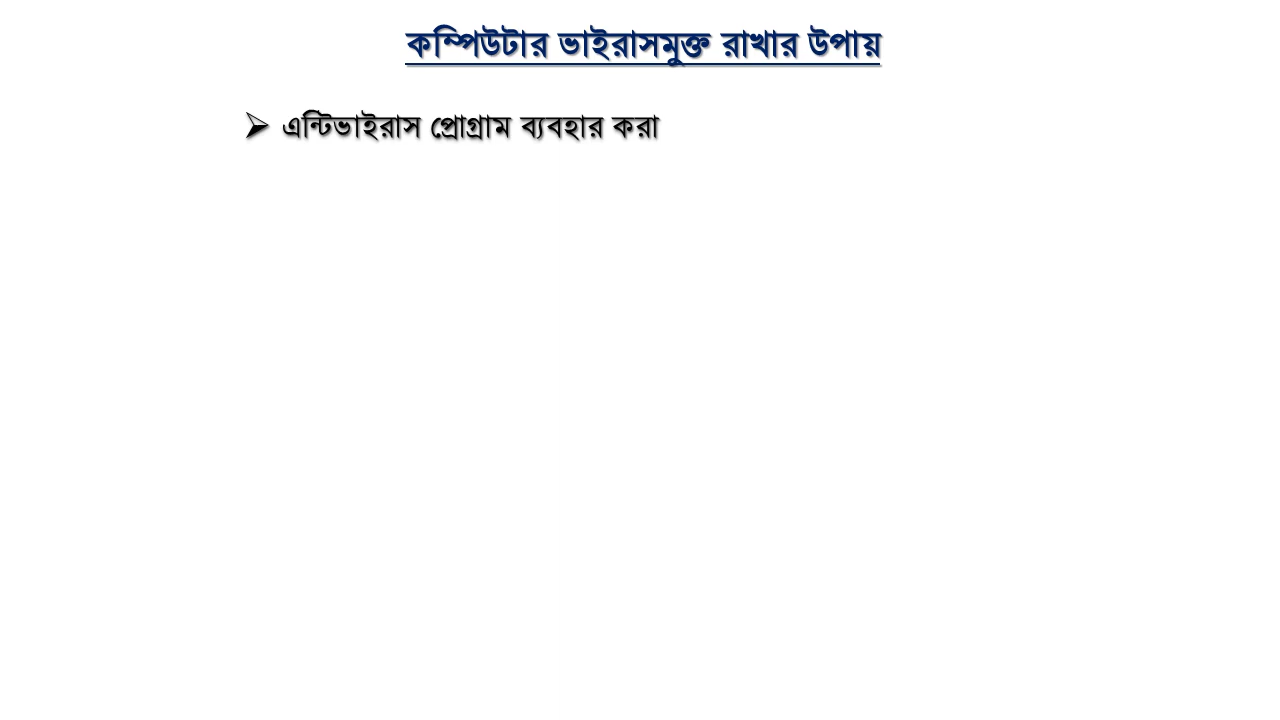 কম্পিউটার ভাইরাসমুক্ত রাখার উপায়
➢ এন্টিভাইরাস প্রোগ্রাম ব্যবহার করা